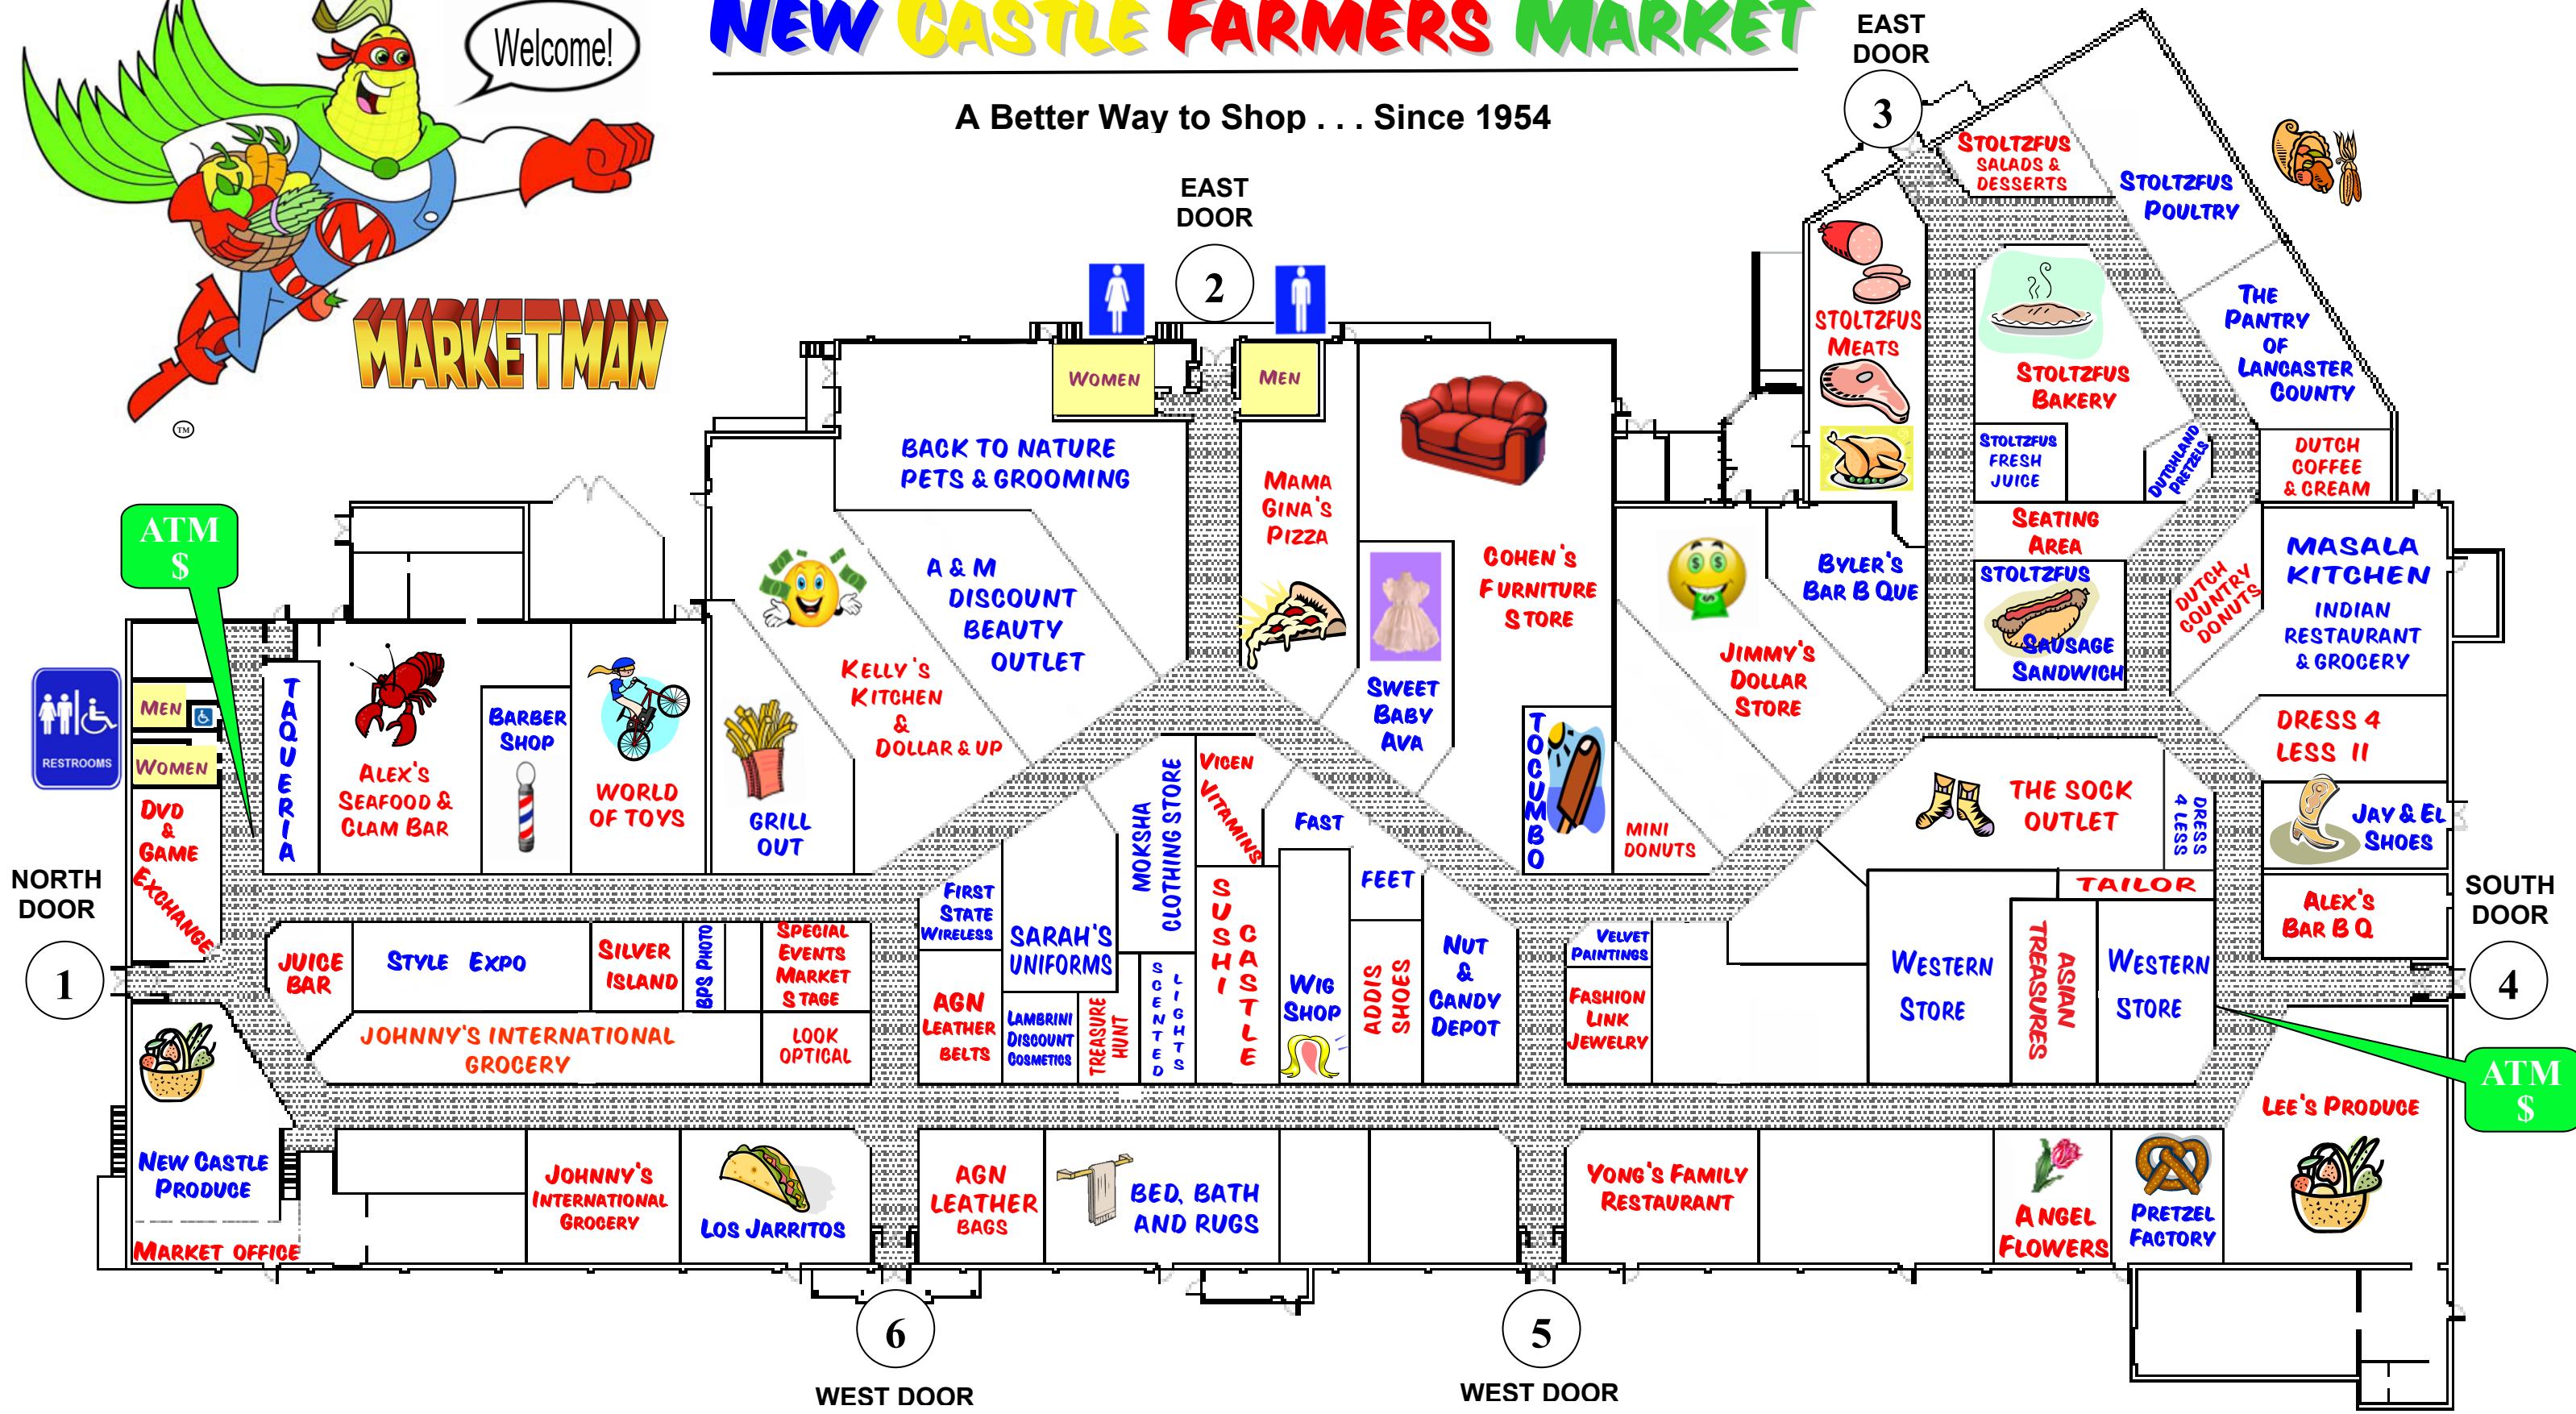 NEW CASTLE FARMERS MARKET
A Better Way to Shop . . . Since 1954
Welcome!
M
MARKETMAN
TM
EAST
DOOR
3
EAST
DOOR
2
STOLTZFUS
SALADS &
DESSERTS
STOLTZFUS
POULTRY
STOLTZFUS
MEATS
STOLTZFUS
BAKERY
THE
PANTRY
OF
LANCASTER
COUNTY
STOLTZFUS
FRESH
JUICE
DUTCHLAND
PRETZELS
DUTCH
COFFEE
& CREAM
SEATING
AREA
STOLTZFUS
SAUSAGE
SANDWICH
DUTCH
COUNTRY
DONUTS
MASALA
KITCHEN
INDIAN
RESTAURANT
& GROCERY
WOMEN
MEN
BACK TO NATURE
PETS & GROOMING
MAMA
GINA'S
PIZZA
COHEN'S
FURNITURE
STORE
SWEET
BABY
AVA
TOCUMBO
BYLER'S
BAR B QUE
JIMMY'S
DOLLAR
STORE
MINI
DONUTS
A & M
DISCOUNT
BEAUTY
OUTLET
KELLY'S
KITCHEN
&
DOLLAR & UP
GRILL
OUT
ATM
$
RESTROOMS
MEN
WOMEN
DVD
&
GAME
EXCHANGE
TAQUERIA
ALEX'S
SEAFOOD &
CLAM BAR
BARBER
SHOP
WORLD
OF TOYS
NORTH
DOOR
1
JUICE
BAR
STYLE EXPO
SILVER
ISLAND
BPS PHOTO
SPECIAL
EVENTS
MARKET
STAGE
JOHNNY'S INTERNATIONAL
GROCERY
LOOK
OPTICAL
FIRST
STATE
WIRELESS
SARAH'S
UNIFORMS
MOKSHA
CLOTHING STORE
VICEN
VITAMINS
FAST
FEET
AGN
LEATHER
BELTS
LAMBRINI
DISCOUNT
COSMETICS
TREASURE
HUNT
SCENTED
LIGHTS
SUSHI
CASTLE
WIG
SHOP
ADDIS
SHOES
NUT
&
CANDY
DEPOT
VELVET
PAINTINGS
FASHION
LINK
JEWELRY
THE SOCK
OUTLET
DRESS
4 LESS
TAILOR
WESTERN
STORE
ASIAN
TREASURES
WESTERN
STORE
DRESS 4
LESS II
JAY & EL
SHOES
ALEX'S
BAR B Q
SOUTH
DOOR
4
ATM
$
LEE'S PRODUCE
NEW CASTLE
PRODUCE
MARKET OFFICE
JOHNNY'S
INTERNATIONAL
GROCERY
LOS JARRITOS
AGN
LEATHER
BAGS
BED, BATH
AND RUGS
YONG'S FAMILY
RESTAURANT
ANGEL
FLOWERS
PRETZEL
FACTORY
6
WEST DOOR
5
WEST DOOR